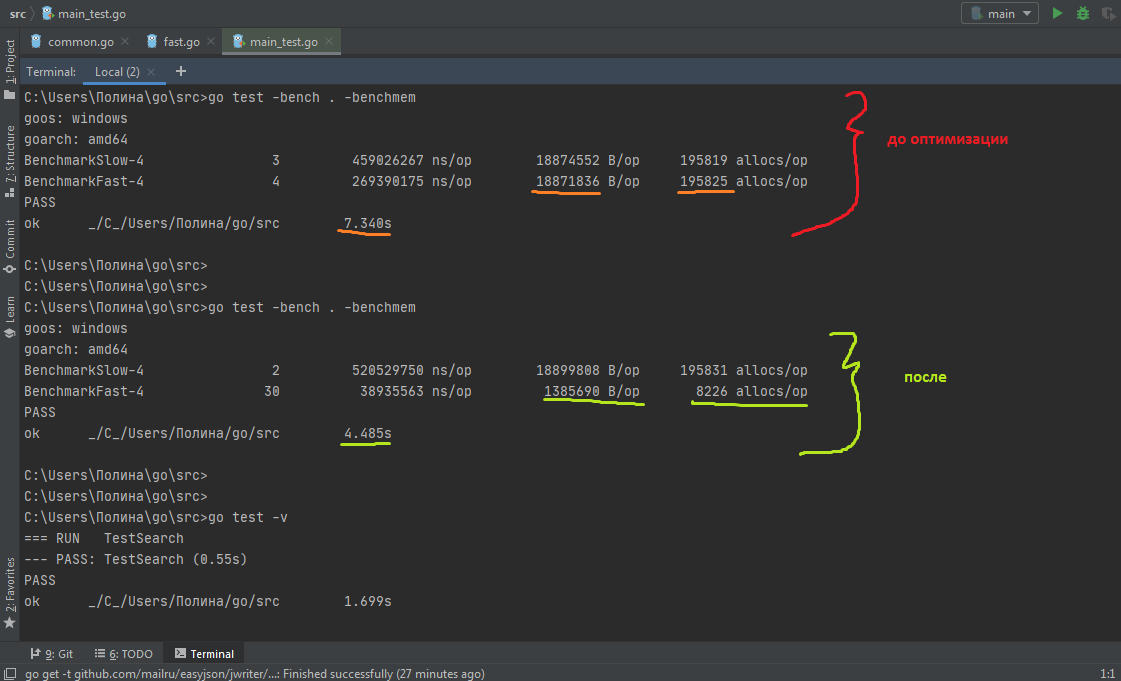 src main_test.go main
common.go fast.go main_test.go
Terminal: Local (2) +
1: Project
7: Structure
Commit
Learn
2: Favorites
C:\Users\Полина\go\src>go test -bench . -benchmem
goos: windows
goarch: amd64
BenchmarkSlow-4 3 459026267 ns/op 18874552 B/op 195819 allocs/op
BenchmarkFast-4 4 269390175 ns/op 18871836 B/op 195825 allocs/op
PASS
ok _/C_/Users/Полина/go/src 7.340s
до оптимизации
C:\Users\Полина\go\src>
C:\Users\Полина\go\src>
C:\Users\Полина\go\src>go test -bench . -benchmem
goos: windows
goarch: amd64
BenchmarkSlow-4 2 520529750 ns/op 18899808 B/op 195831 allocs/op
BenchmarkFast-4 30 38935563 ns/op 1385690 B/op 8226 allocs/op
PASS
ok _/C_/Users/Полина/go/src 4.485s
после
C:\Users\Полина\go\src>
C:\Users\Полина\go\src>
C:\Users\Полина\go\src>go test -v
=== RUN TestSearch
--- PASS: TestSearch (0.55s)
PASS
ok _/C_/Users/Полина/go/src 1.699s
9: Git 6: TODO Terminal
go get -t github.com/mailru/easyjson/jwriter/...: Finished successfully (27 minutes ago) 1:1